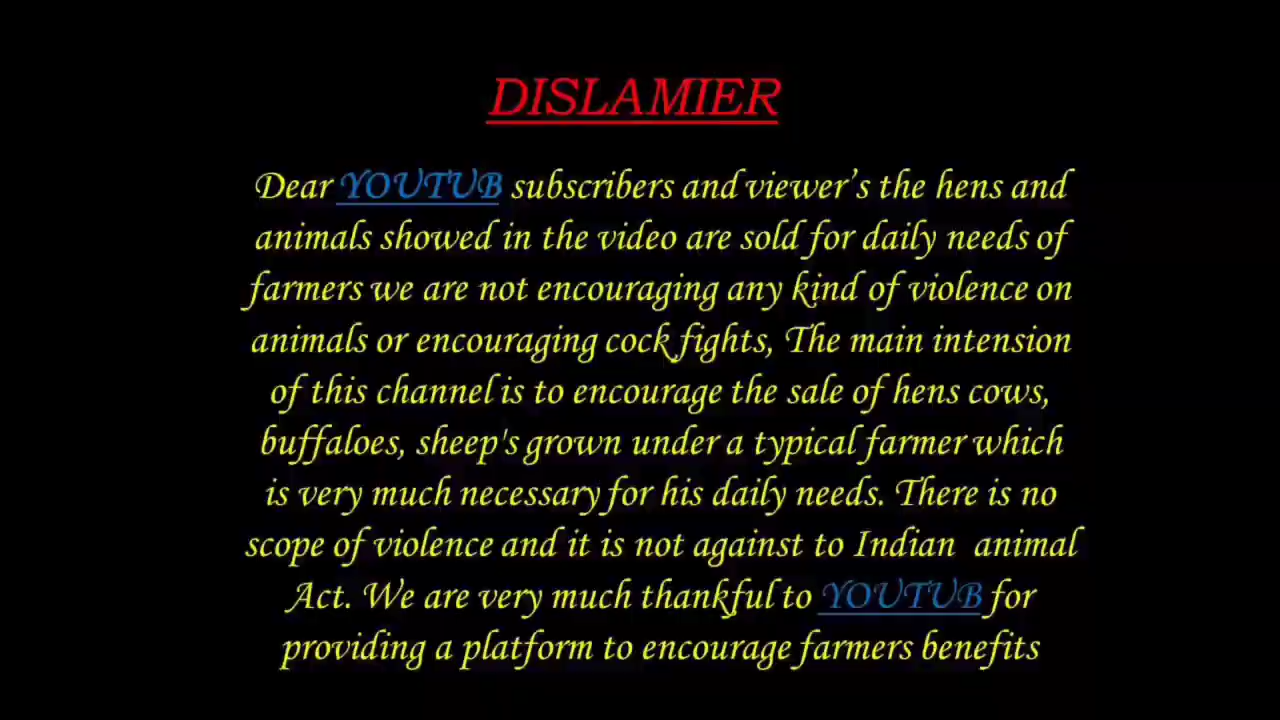 DISLAMIER
Dear YOUTUB subscribers and viewer's the hens and
animals showed in the video are sold for daily needs of
farmers we are not encouraging any kind of violence on
animals or encouraging cock fights, The main intension
of this channel is to encourage the sale of hens cows,
buffaloes, sheep's grown under a typical farmer which
is very much necessary for his daily needs. There is no
scope of violence and it is not against to Indian animal
Act. We are very much thankful to YOUTUB for
providing a platform to encourage farmers benefits